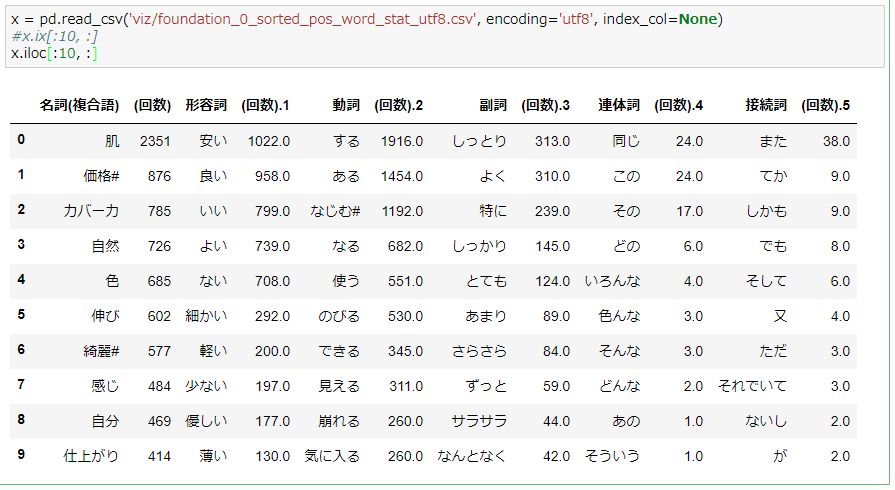 x = pd.read_csv('viz/foundation_0_sorted_pos_word_stat_utf8.csv', encoding='utf8', index_col=None)
#x.ix[:10, :]
x.iloc[:10, :]
名詞(複合語) (回数) 形容詞 (回数).1 動詞 (回数).2 副詞 (回数).3 連体詞 (回数).4 接続詞 (回数).5
0 肌 2351 安い 1022.0 する 1916.0 しっとり 313.0 同じ 24.0 また 38.0
1 価格# 876 良い 958.0 ある 1454.0 よく 310.0 この 24.0 てか 9.0
2 カバー力 785 いい 799.0 なじむ# 1192.0 特に 239.0 その 17.0 しかも 9.0
3 自然 726 よい 739.0 なる 682.0 しっかり 145.0 どの 6.0 でも 8.0
4 色 685 ない 708.0 使う 551.0 とても 124.0 いろんな 4.0 そして 6.0
5 伸び 602 細かい 292.0 のびる 530.0 あまり 89.0 色んな 3.0 又 4.0
6 綺麗# 577 軽い 200.0 できる 345.0 さらさら 84.0 そんな 3.0 ただ 3.0
7 感じ 484 少ない 197.0 見える 311.0 ずっと 59.0 どんな 2.0 それでいて 3.0
8 自分 469 優しい 177.0 崩れる 260.0 サラサラ 44.0 あの 1.0 ないし 2.0
9 仕上がり 414 薄い 130.0 気に入る 260.0 なんとなく 42.0 そういう 1.0 が 2.0